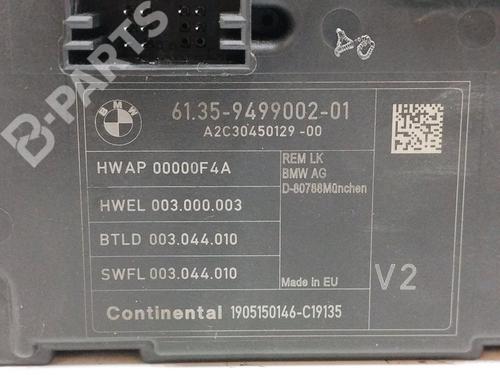 B-PARTS
BMW
61.35-9499002-01
A2C30450129-00
HWAP 00000F4A
HWEL 003.000.003
BTLD 003.044.010
SWFL 003.044.010
REM LK
BMW AG
D-80788München
Made in EU
V2
Continental 1905150146-C19135